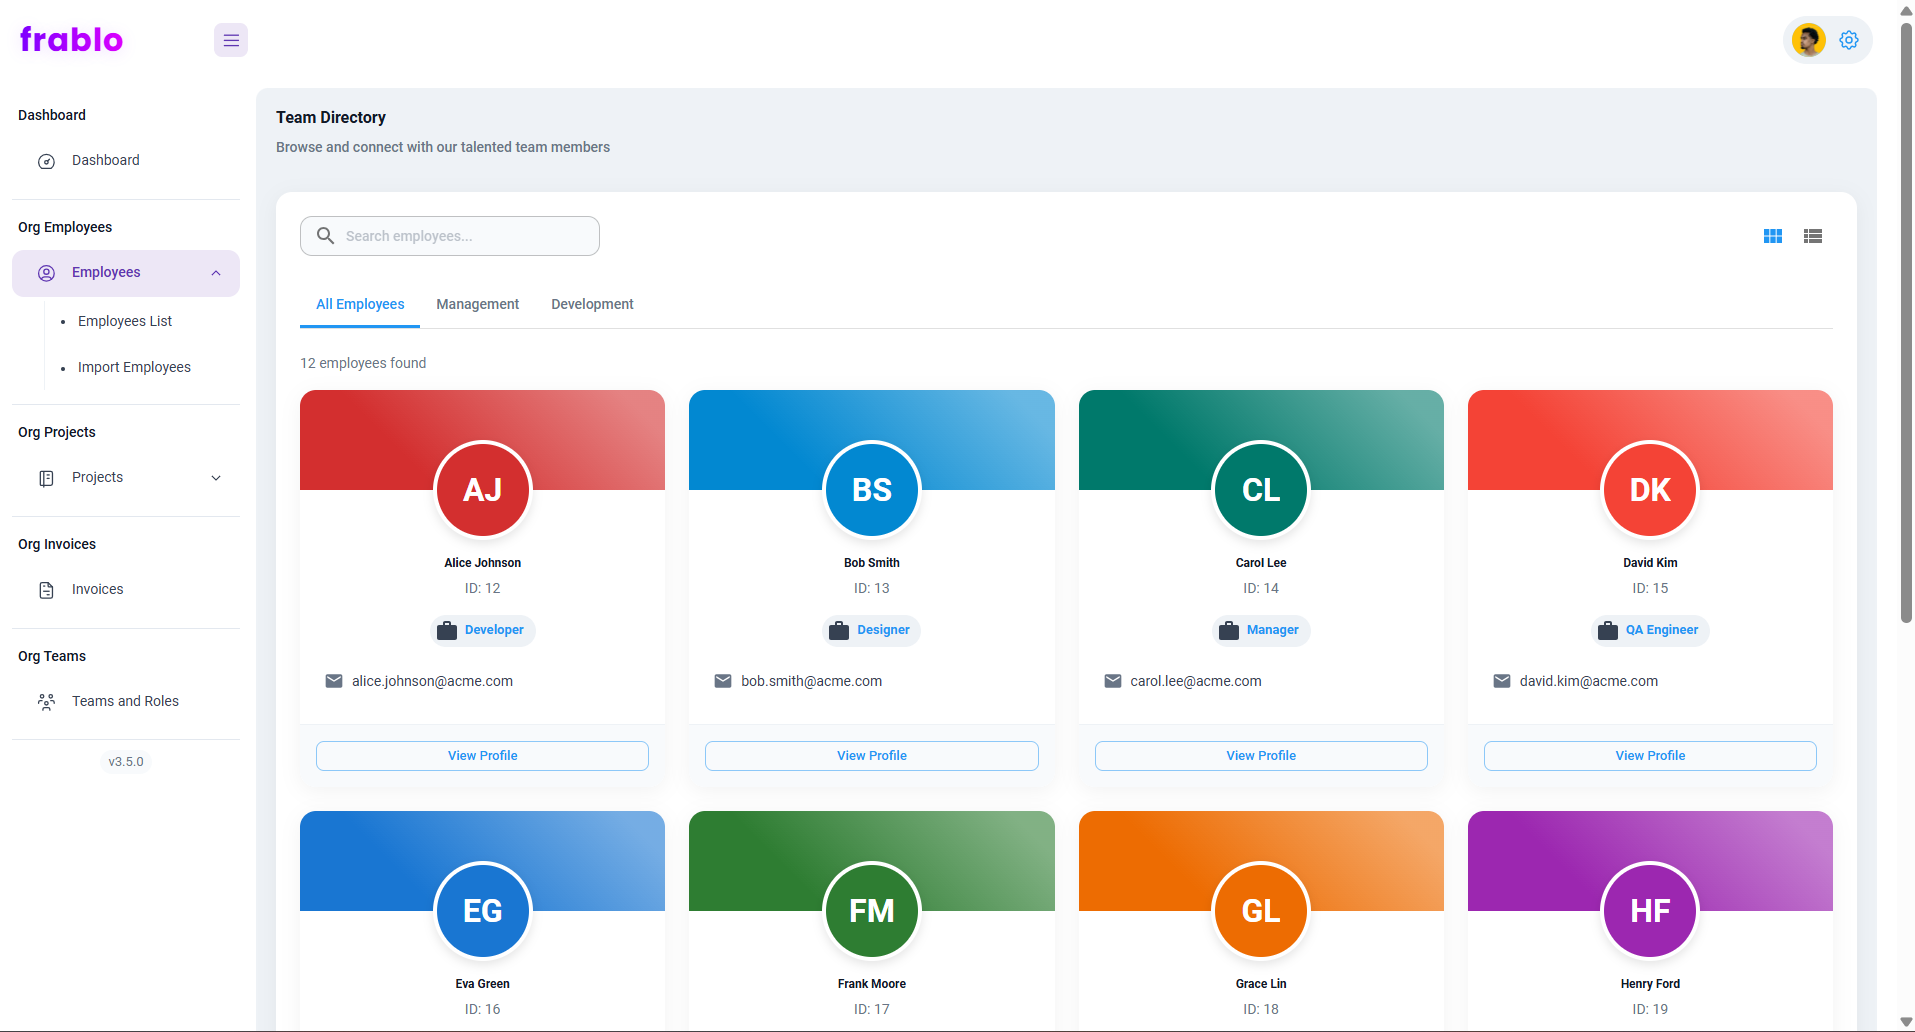 frablo
Dashboard
Dashboard
Org Employees
Employees
Employees List
Import Employees
Org Projects
Projects
Org Invoices
Invoices
Org Teams
Teams and Roles
v3.5.0
Team Directory
Browse and connect with our talented team members
Search employees...
All Employees Management Development
12 employees found
AJ
Alice Johnson
ID: 12
Developer
alice.johnson@acme.com
View Profile
BS
Bob Smith
ID: 13
Designer
bob.smith@acme.com
View Profile
CL
Carol Lee
ID: 14
Manager
carol.lee@acme.com
View Profile
DK
David Kim
ID: 15
QA Engineer
david.kim@acme.com
View Profile
EG
Eva Green
ID: 16
FM
Frank Moore
ID: 17
GL
Grace Lin
ID: 18
HF
Henry Ford
ID: 19